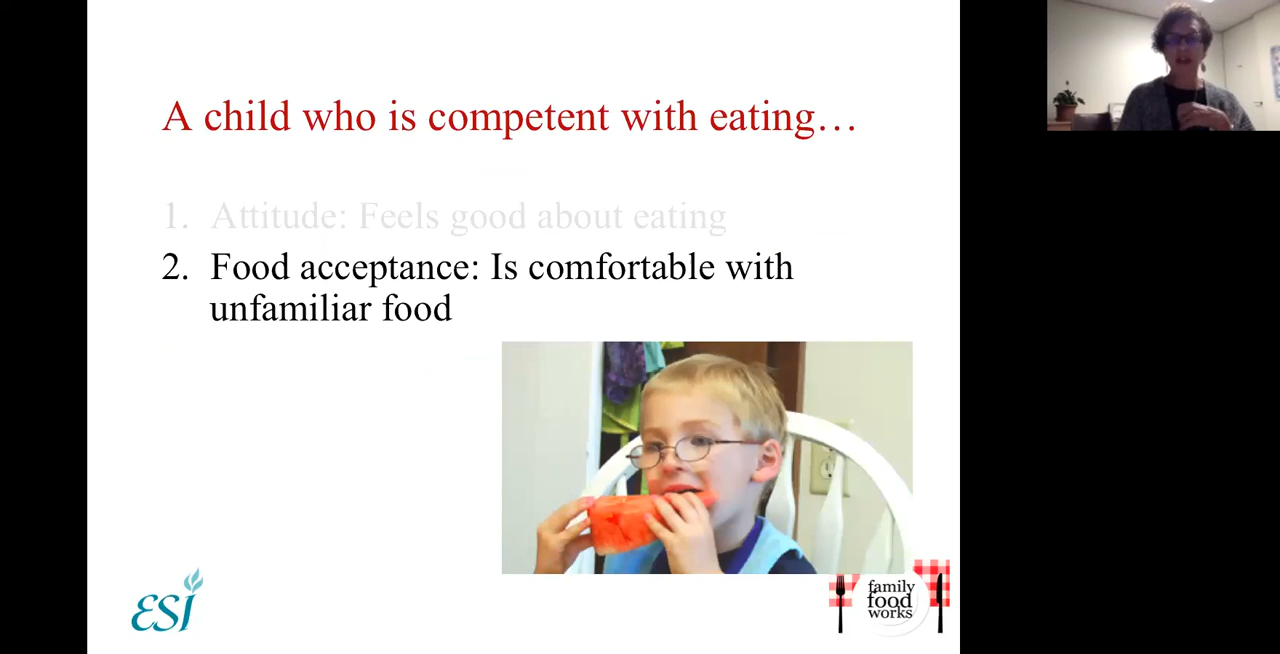 A child who is competent with eating…
1. Attitude: Feels good about eating
2. Food acceptance: Is comfortable with
unfamiliar food
ESI
family
food
works